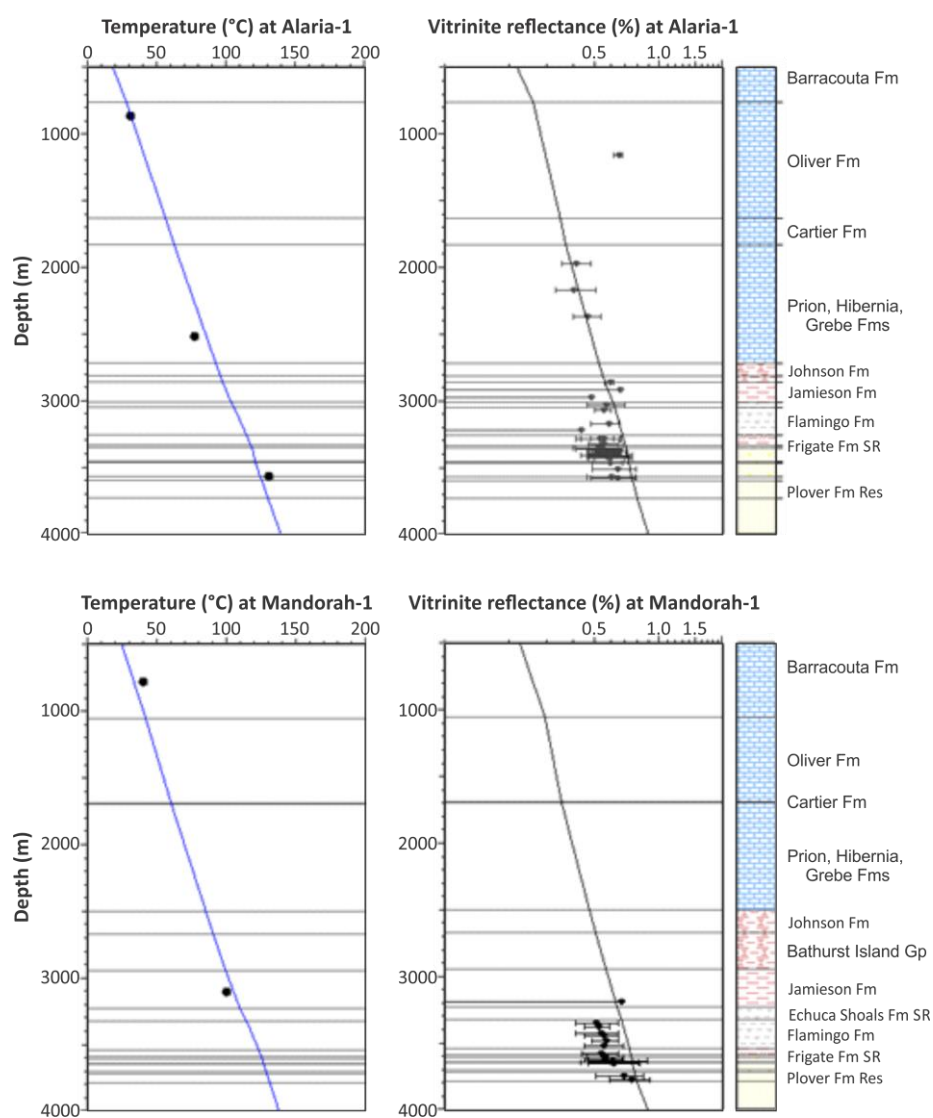 Temperature (°C) at Alaria-1
Vitrinite reflectance (%) at Alaria-1
0 50 100 150 200
0.5 1.0 1.5
Depth (m)
1000
2000
3000
4000
1000
2000
3000
4000
Barracouta Fm
Oliver Fm
Cartier Fm
Prion, Hibernia,
Grebe Fms
Johnson Fm
Jamieson Fm
Flamingo Fm
Frigate Fm SR
Plover Fm Res
Temperature (°C) at Mandorah-1
Vitrinite reflectance (%) at Mandorah-1
0 50 100 150 200
0.5 1.0 1.5
Depth (m)
1000
2000
3000
4000
1000
2000
3000
4000
Barracouta Fm
Oliver Fm
Cartier Fm
Prion, Hibernia,
Grebe Fms
Johnson Fm
Bathurst Island Gp
Jamieson Fm
Echuca Shoals Fm SR
Flamingo Fm
Frigate Fm SR
Plover Fm Res